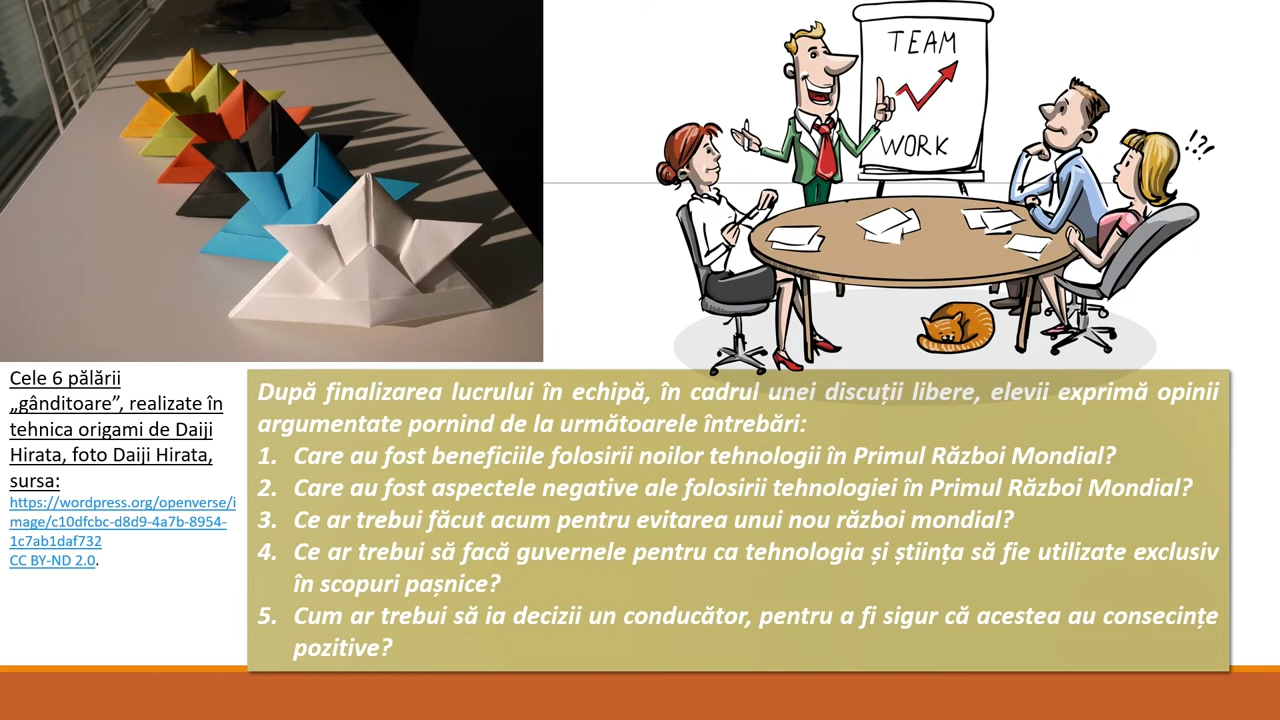 TEAM
WORK
!?!
Cele 6 pălării
„gânditoare”, realizate în
tehnica origami de Daiji
Hirata, foto Daiji Hirata,
sursa:
https://wordpress.org/openverse/i
mage/c10dfcbc-d8d9-4a7b-8954-
1c7ab1daf732
CC BY-ND 2.0.
După finalizarea lucrului în echipă, în cadrul unei discuții libere, elevii exprimă opinii
argumentate pornind de la următoarele întrebări:
1. Care au fost beneficiile folosirii noilor tehnologii în Primul Război Mondial?
2. Care au fost aspectele negative ale folosirii tehnologiei în Primul Război Mondial?
3. Ce ar trebui făcut acum pentru evitarea unui nou război mondial?
4. Ce ar trebui să facă guvernele pentru ca tehnologia și știința să fie utilizate exclusiv
în scopuri pașnice?
5. Cum ar trebui să ia decizii un conducător, pentru a fi sigur că acestea au consecințe
pozitive?